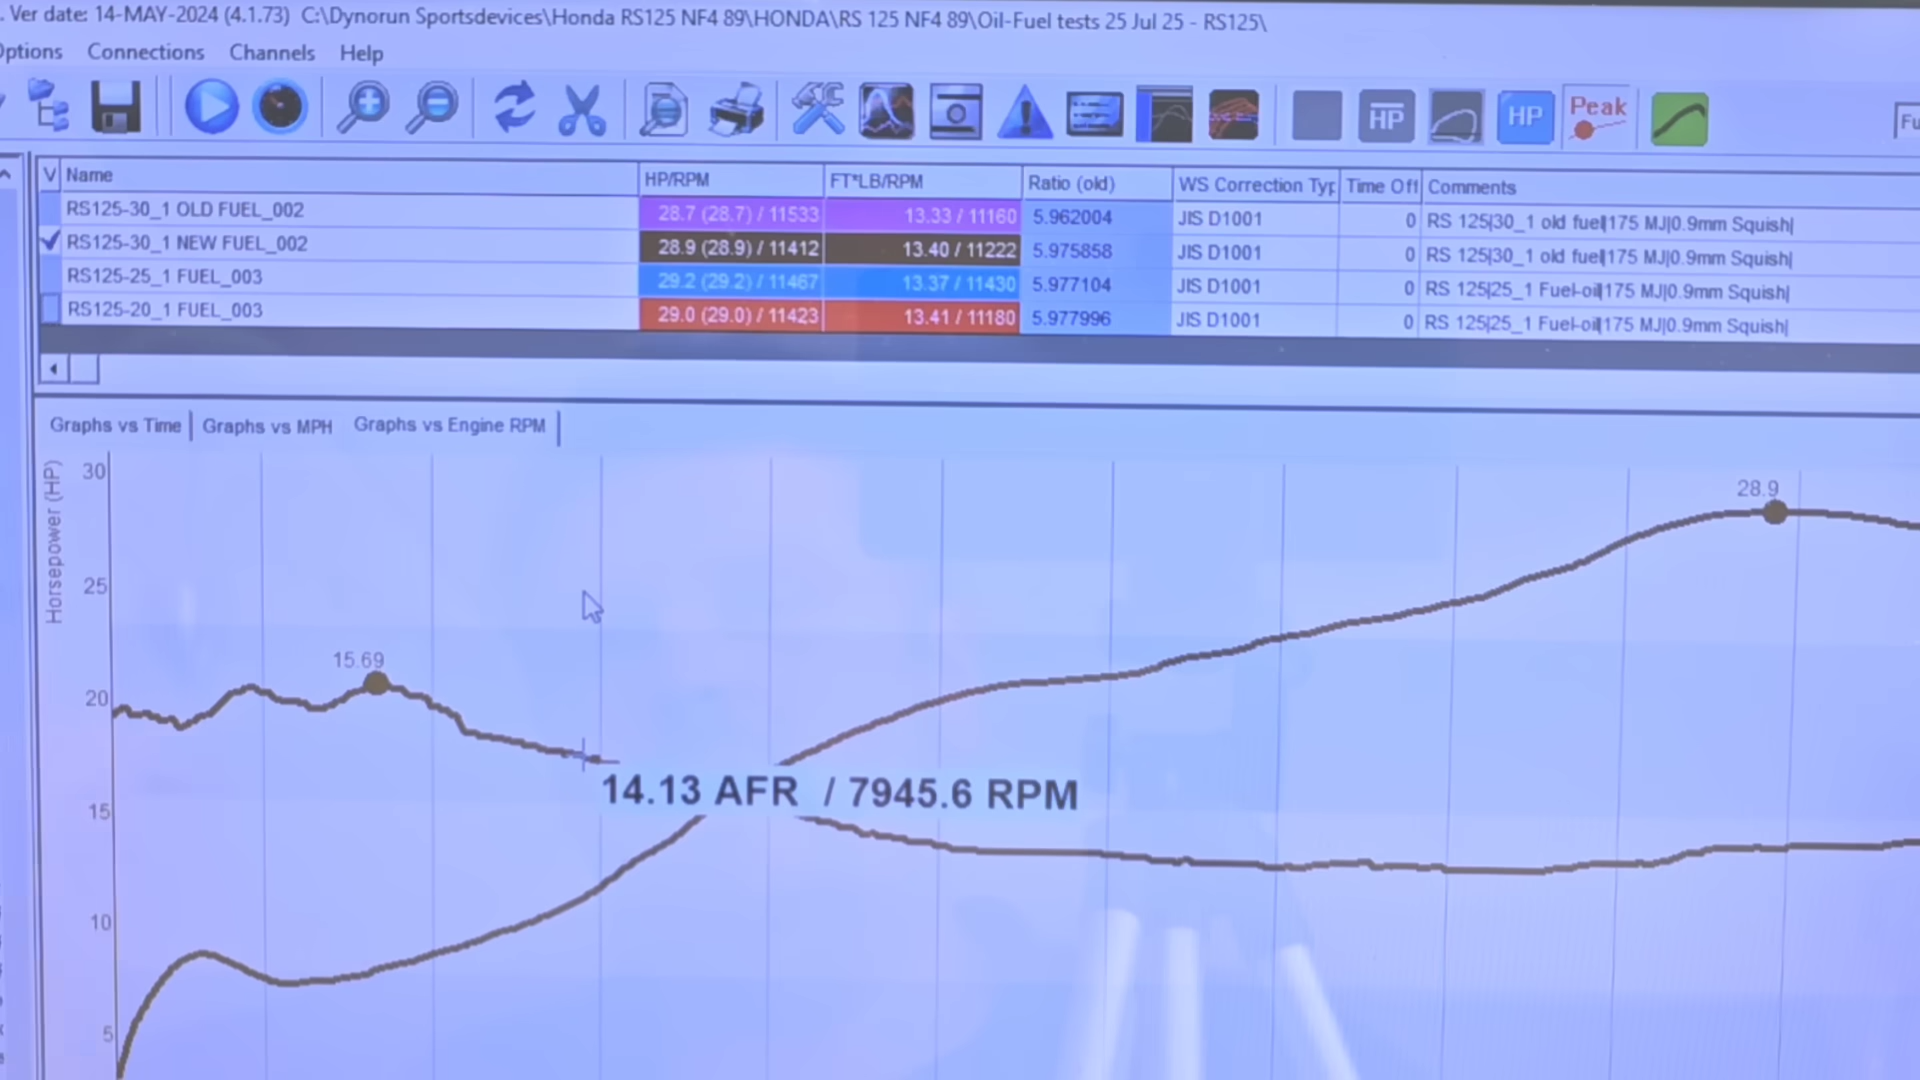 Ver date: 14-MAY-2024 (4.1.73) C:\Dynorun Sportsdevices\Honda RS125 NF4 89\HONDA\RS 125 NF4 89\Oil-Fuel tests 25 Jul 25 - RS125\
Options Connections Channels Help
HP HP Peak Fu
V Name HP/RPM FT*LB/RPM Ratio (old) WS Correction Typ Time Off Comments
RS125-30_1 OLD FUEL_002 28.7 (28.7) / 11533 13.33 / 11160 5.962004 JIS D1001 0 RS 125|30_1 old fuel|175 MJ|0.9mm Squish|
RS125-30_1 NEW FUEL_002 28.9 (28.9) / 11412 13.40 / 11222 5.975858 JIS D1001 0 RS 125|30_1 old fuel|175 MJ|0.9mm Squish|
RS125-25_1 FUEL_003 29.2 (29.2) / 11467 13.37 / 11430 5.977104 JIS D1001 0 RS 125|25_1 Fuel-oil|175 MJ|0.9mm Squish|
RS125-20_1 FUEL_003 29.0 (29.0) / 11423 13.41 / 11180 5.977996 JIS D1001 0 RS 125|25_1 Fuel-oil|175 MJ|0.9mm Squish|
Graphs vs Time Graphs vs MPH Graphs vs Engine RPM
Horsepower (HP)
30
28.9
25
15.69
20
14.13 AFR / 7945.6 RPM
15
10
5